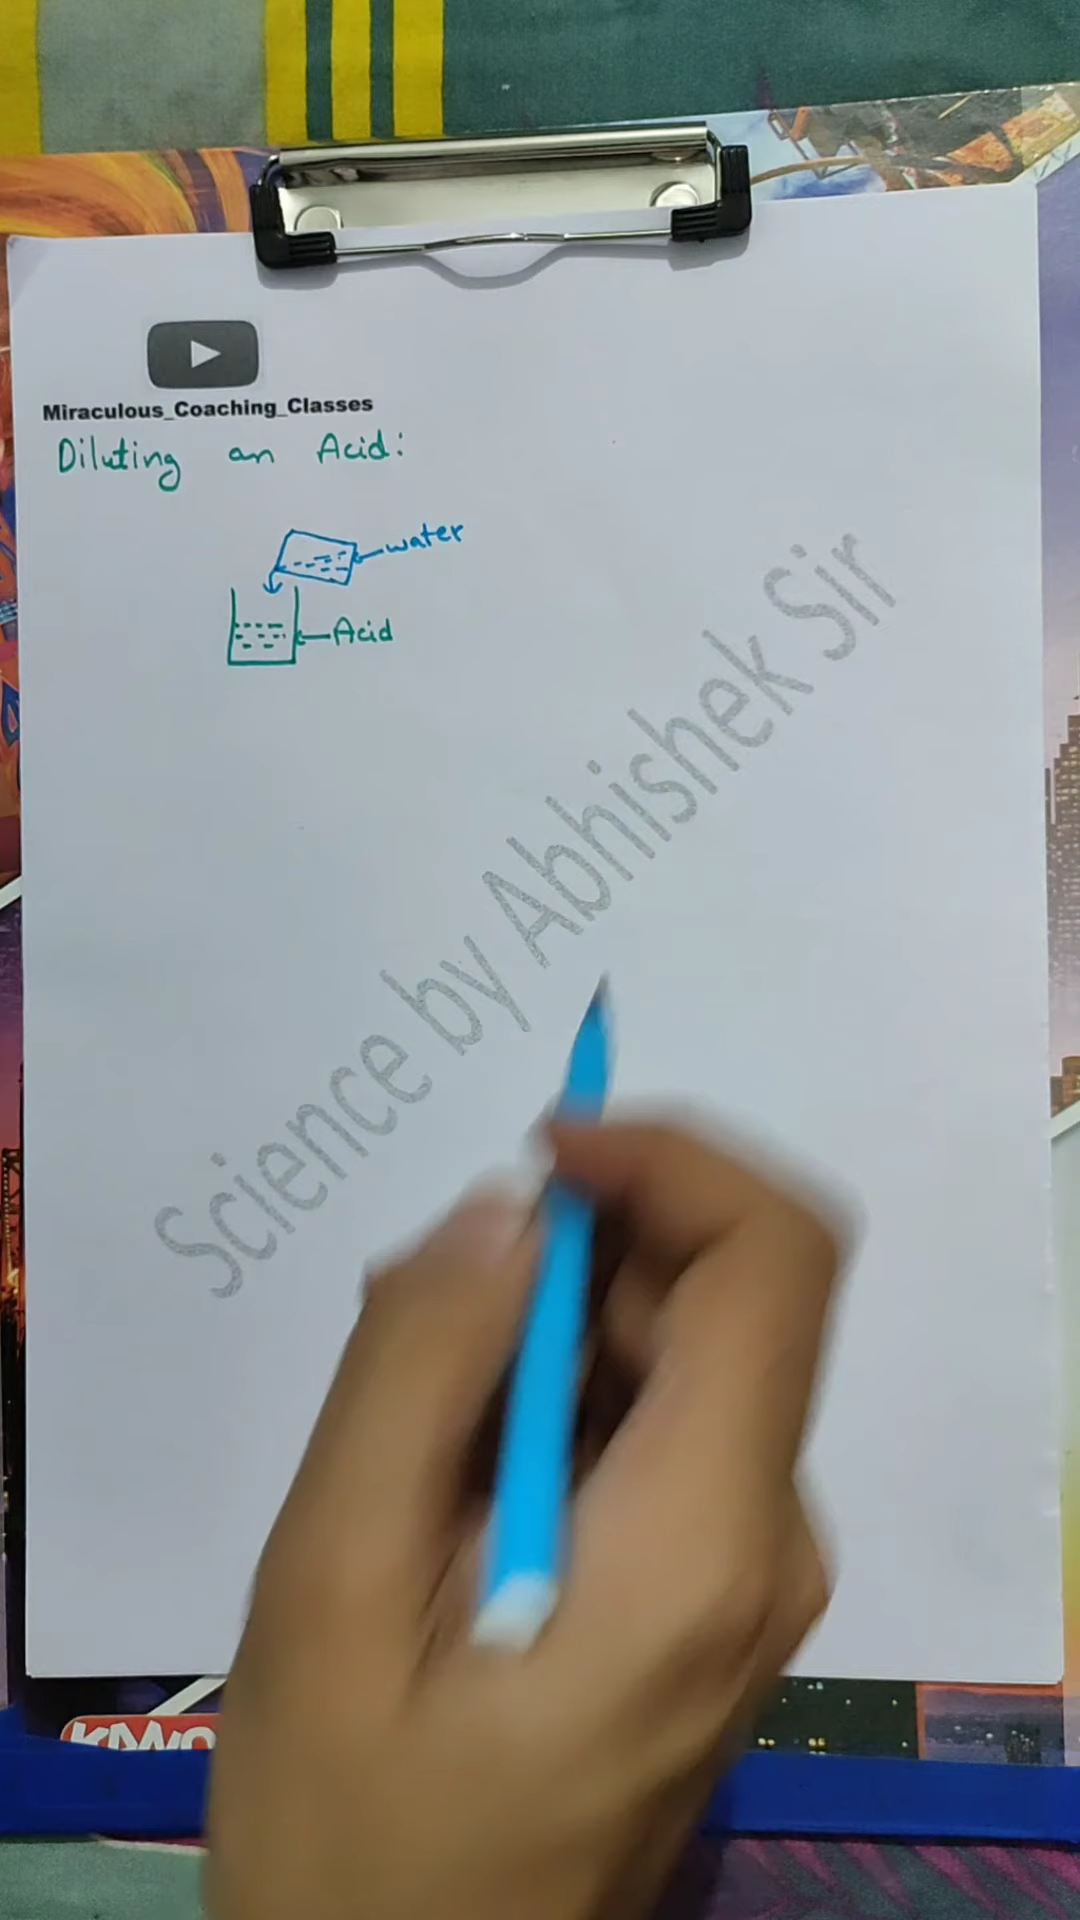 Miraculous_Coaching_Classes
Diluting an Acid:
water
Acid
Science by Abhishek Sir